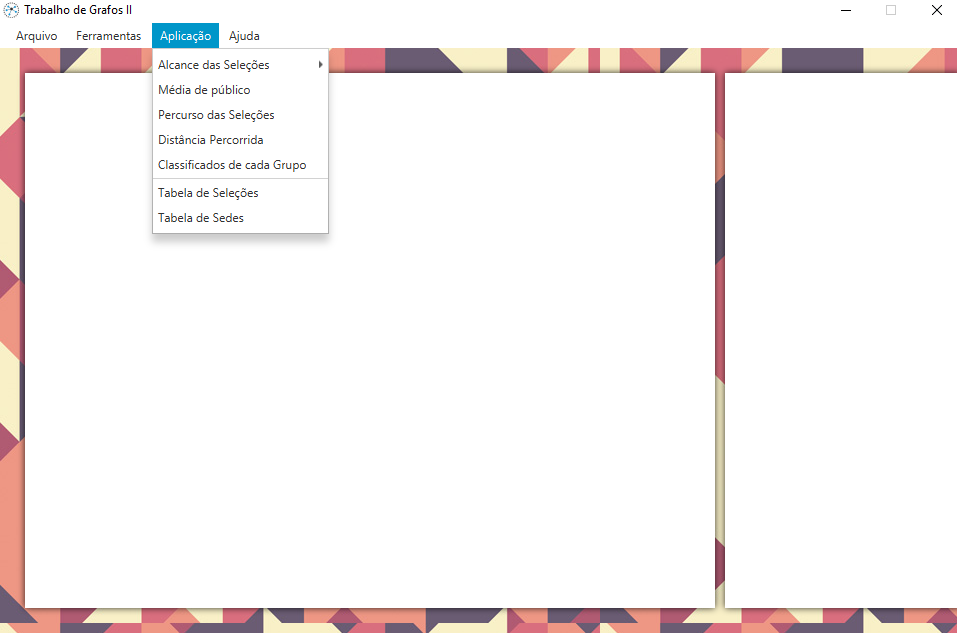 Trabalho de Grafos II
Arquivo Ferramentas Aplicação Ajuda
Alcance das Seleções
Média de público
Percurso das Seleções
Distância Percorrida
Classificados de cada Grupo
Tabela de Seleções
Tabela de Sedes